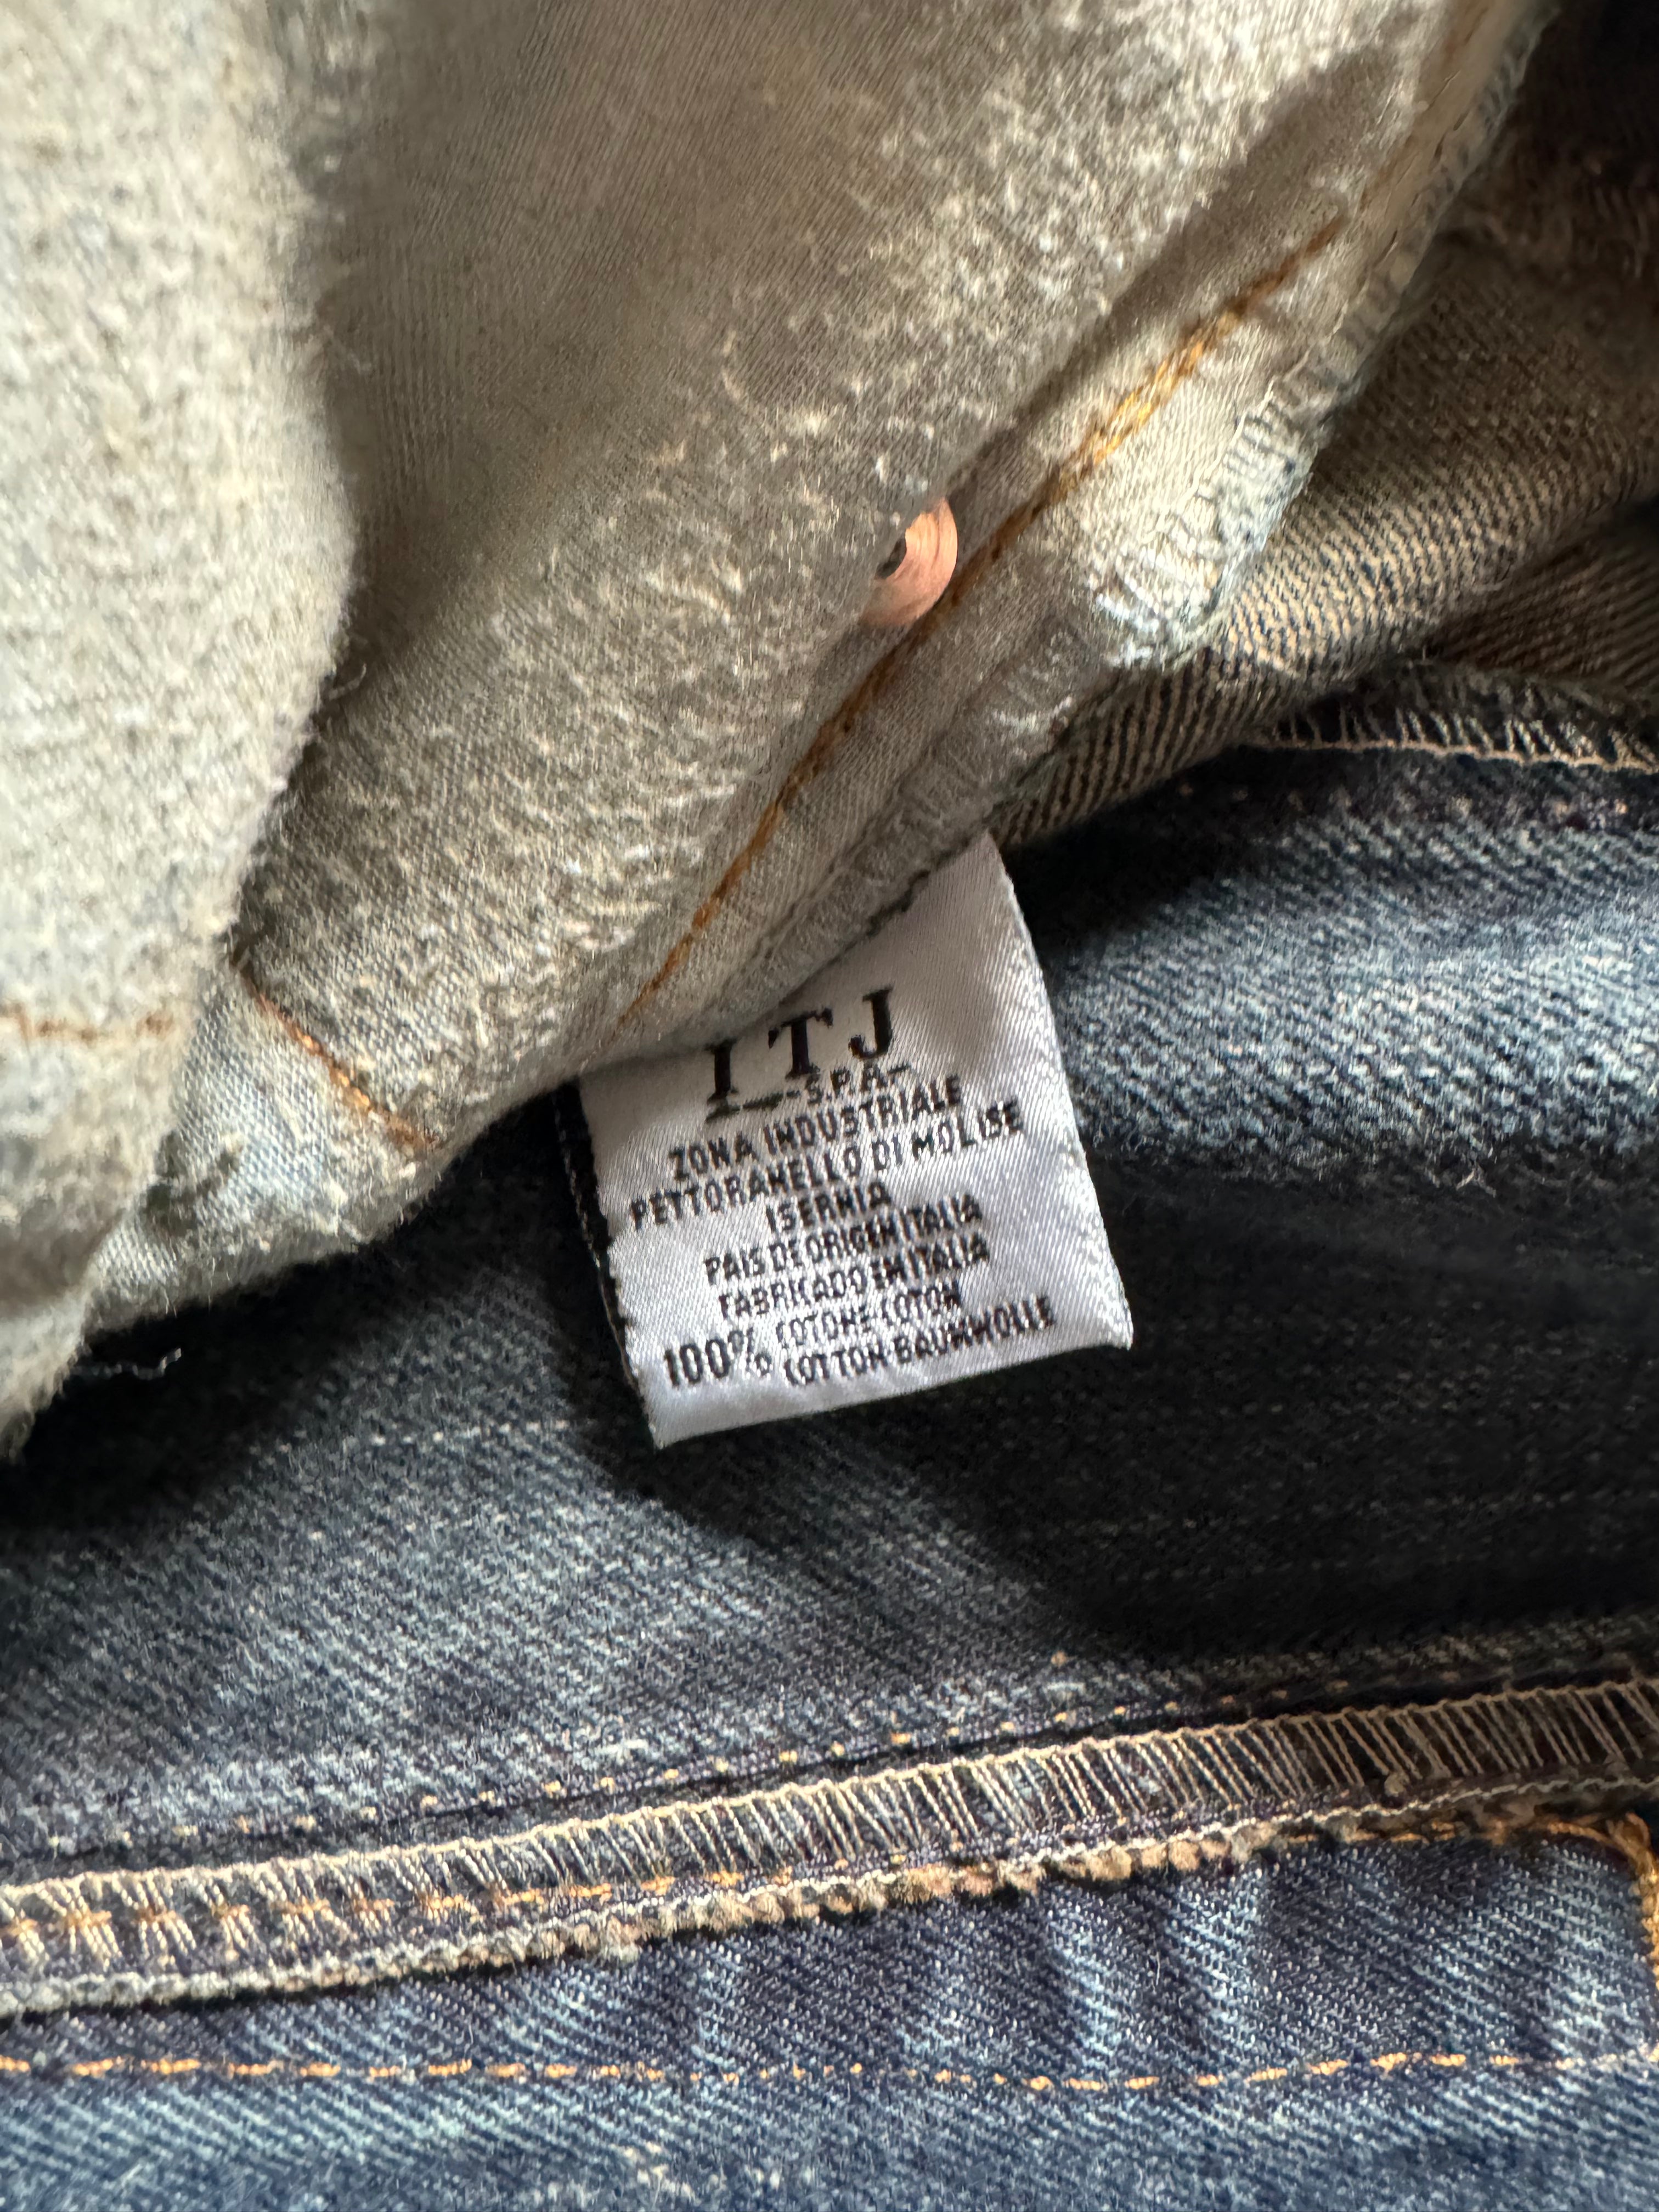 ITJ
-S.P.A-
ZONA INDUSTRIALE
PETTORANELLO DI MOLISE
ISERNIA
PAIS DE ORIGEN ITALIA
FABRICADO EN ITALIA
100% COTONE-COTON
COTTON-BAUMWOLLE